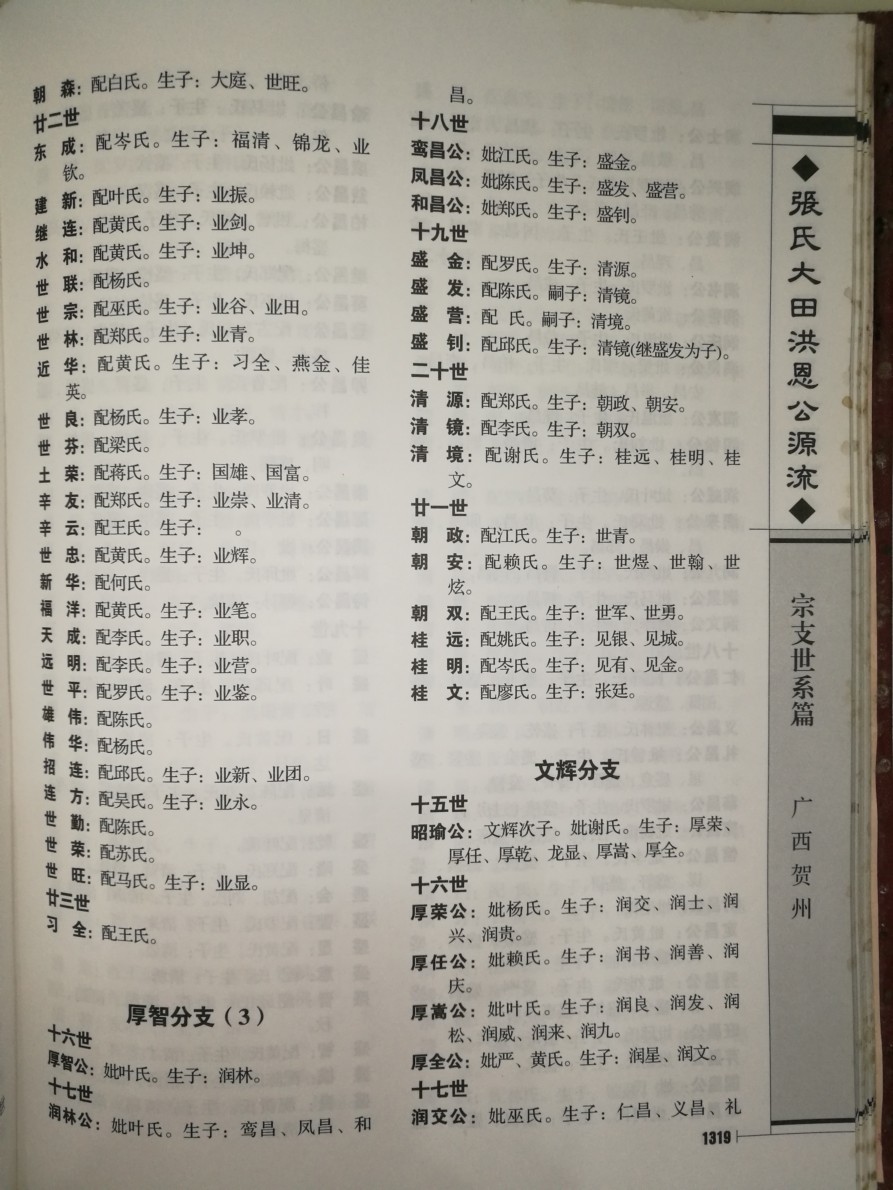 朝　森：配白氏。生子：大庭、世旺。
廿二世
东　成：配岑氏。生子：福清、锦龙、业
钦。
建　新：配叶氏。生子：业振。
继　连：配黄氏。生子：业剑。
水　和：配黄氏。生子：业坤。
世　联：配杨氏。
世　宗：配巫氏。生子：业谷、业田。
世　林：配郑氏。生子：业青。
近　华：配黄氏。生子：习全、燕金、佳
英。
世　良：配杨氏。生子：业孝。
世　芬：配梁氏。
土　荣：配蒋氏。生子：国雄、国富。
辛　友：配郑氏。生子：业崇、业清。
辛　云：配王氏。生子：　　。
世　忠：配黄氏。生子：业辉。
新　华：配何氏。
福　洋：配黄氏。生子：业笔。
天　成：配李氏。生子：业职。
远　明：配李氏。生子：业营。
世　平：配罗氏。生子：业鉴。
雄　伟：配陈氏。
伟　华：配杨氏。
招　连：配邱氏。生子：业新、业团。
连　方：配吴氏。生子：业永。
世　勤：配陈氏。
世　荣：配苏氏。
世　旺：配马氏。生子：业显。
廿三世
习　全：配王氏。
厚智分支（3）
十六世
厚智公：妣叶氏。生子：润林。
十七世
润林公：妣叶氏。生子：鸾昌、凤昌、和
昌。
十八世
鸾昌公：妣江氏。生子：盛金。
凤昌公：妣陈氏。生子：盛发、盛营。
和昌公：妣郑氏。生子：盛钊。
十九世
盛　金：配罗氏。生子：清源。
盛　发：配陈氏。嗣子：清镜。
盛　营：配　氏。嗣子：清境。
盛　钊：配邱氏。生子：清镜(继盛发为子)。
二十世
清　源：配郑氏。生子：朝政、朝安。
清　镜：配李氏。生子：朝双。
清　境：配谢氏。生子：桂远、桂明、桂
文。
廿一世
朝　政：配江氏。生子：世青。
朝　安：配赖氏。生子：世煜、世翰、世
炫。
朝　双：配王氏。生子：世军、世勇。
桂　远：配姚氏。生子：见银、见城。
桂　明：配岑氏。生子：见有、见金。
桂　文：配廖氏。生子：张廷。
文辉分支
十五世
昭瑜公：文辉次子。妣谢氏。生子：厚荣、
厚任、厚乾、龙显、厚嵩、厚全。
十六世
厚荣公：妣杨氏。生子：润交、润士、润
兴、润贵。
厚任公：妣赖氏。生子：润书、润善、润
庆。
厚嵩公：妣叶氏。生子：润良、润发、润
松、润威、润来、润九。
厚全公：妣严、黄氏。生子：润星、润文。
十七世
润交公：妣巫氏。生子：仁昌、义昌、礼
◆張氏大田洪恩公源流◆
宗支世系篇　广西贺州
1319